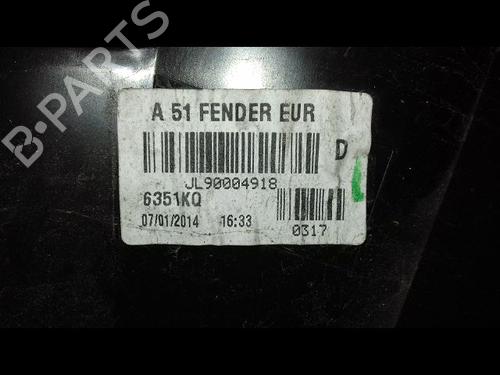 A 51 FENDER EUR
D
JL90004918
6351KQ
07/01/2014 16:33
0317
B-PARTS